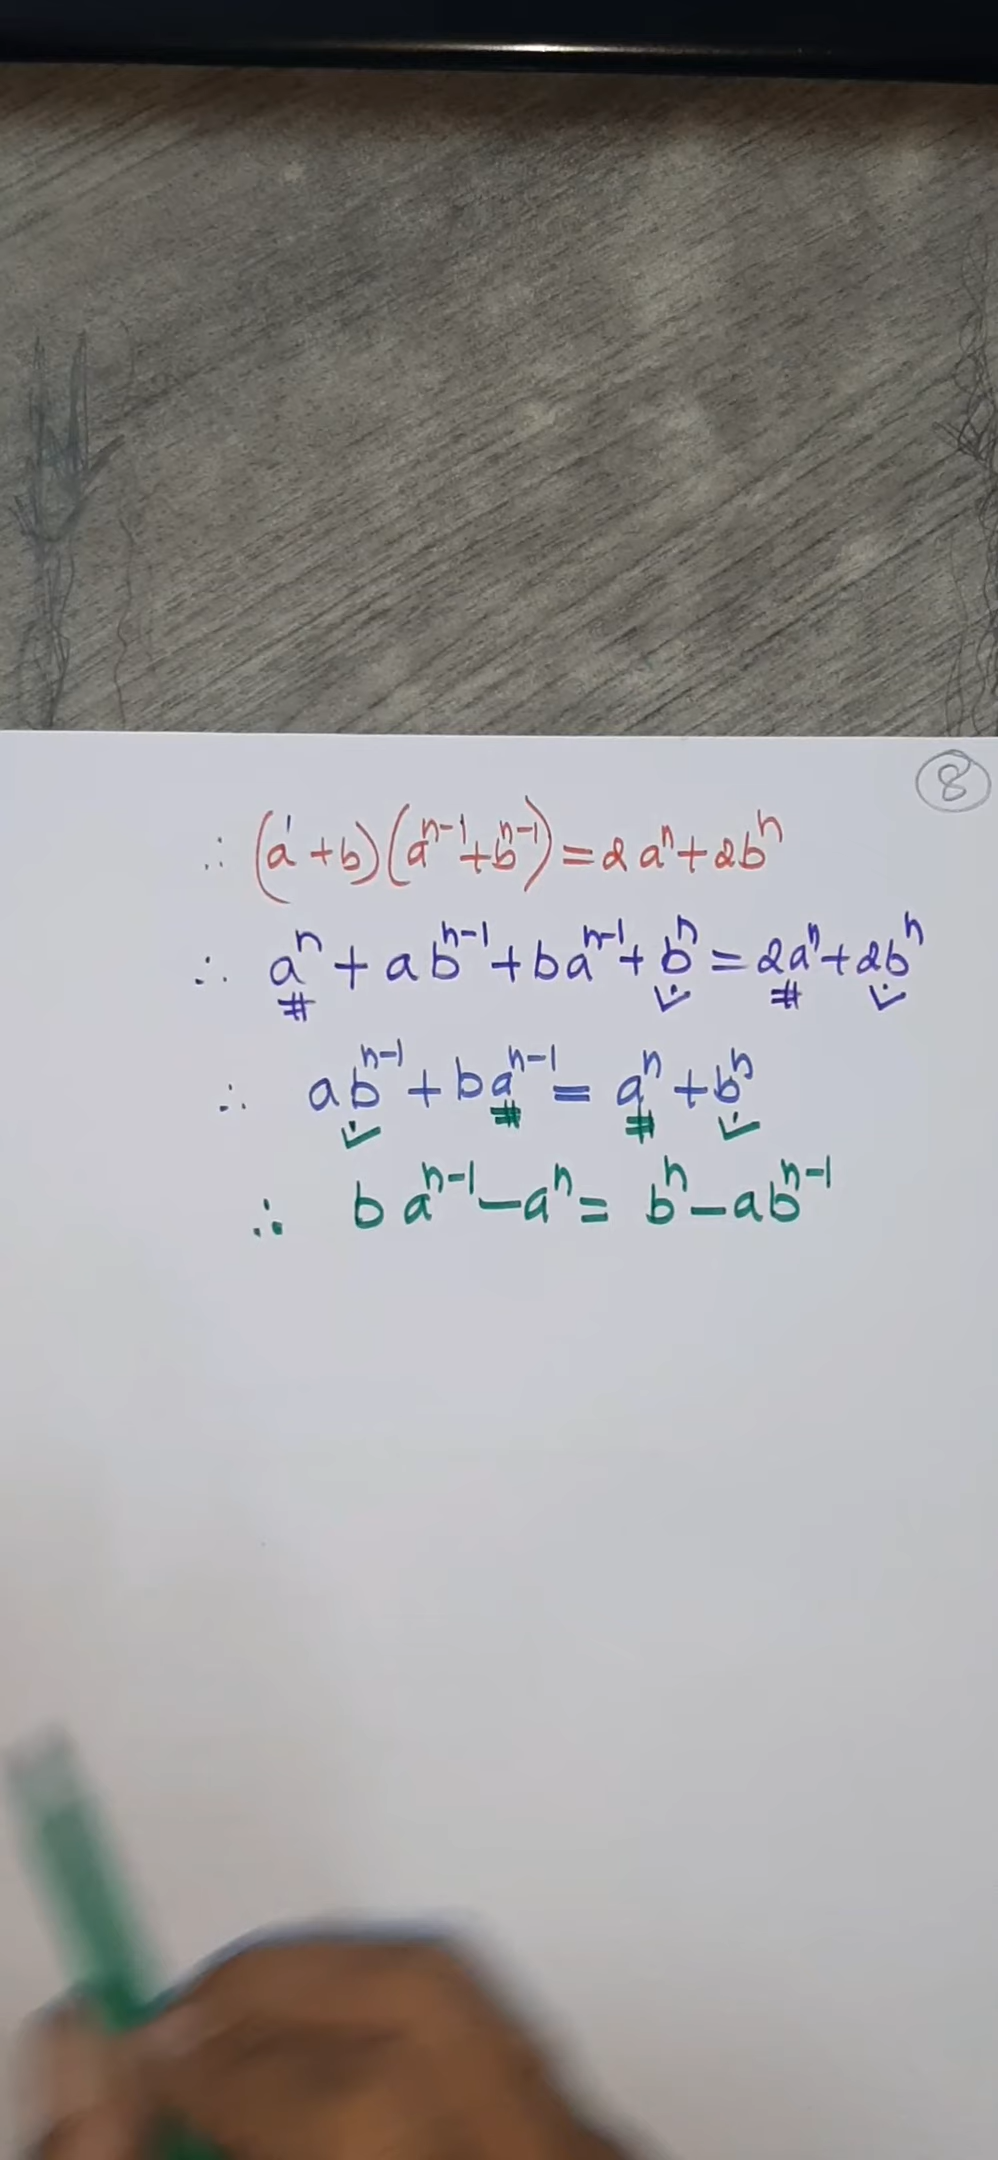 8
∴ (a¹+b)(aⁿ⁻¹+bⁿ⁻¹)=2aⁿ+2bⁿ
∴ aⁿ+abⁿ⁻¹+baⁿ⁻¹+bⁿ=2aⁿ+2bⁿ
∴ abⁿ⁻¹+baⁿ⁻¹=aⁿ+bⁿ
∴ baⁿ⁻¹-aⁿ=bⁿ-abⁿ⁻¹